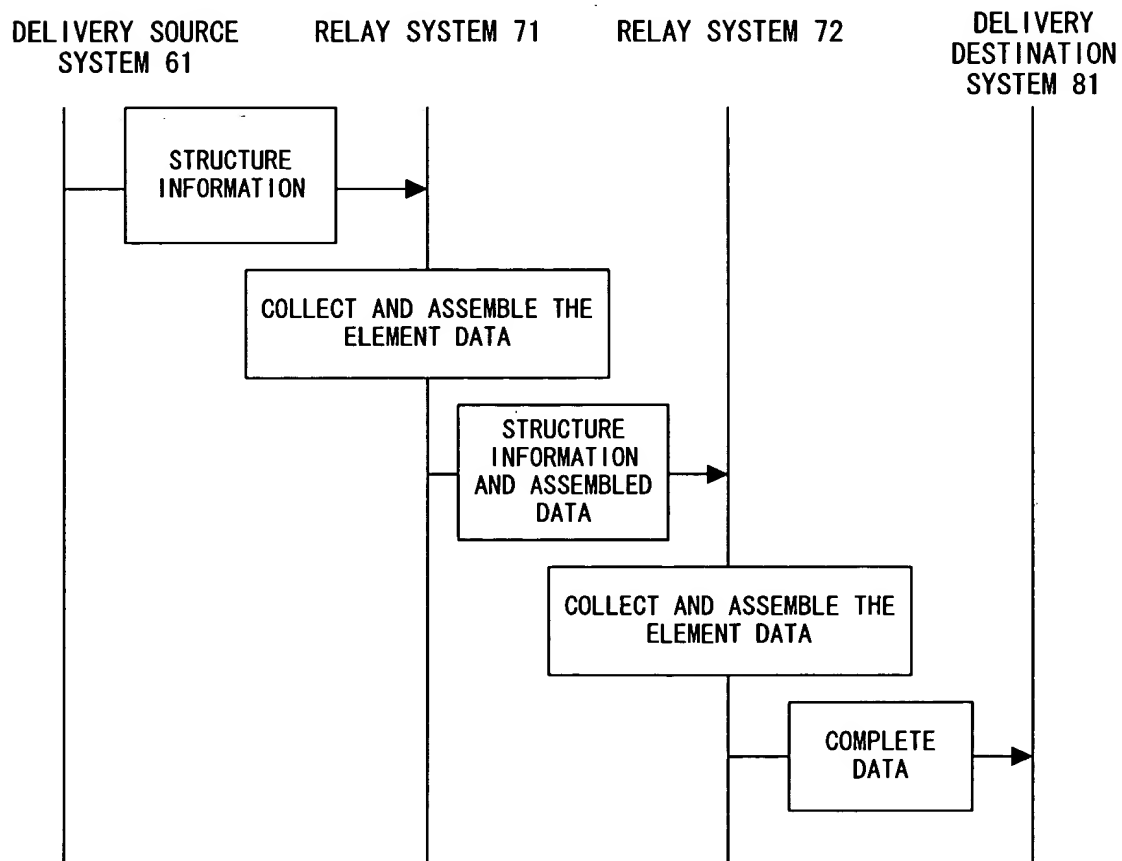 DELIVERY SOURCE
SYSTEM 61
RELAY SYSTEM 71
RELAY SYSTEM 72
DELIVERY
DESTINATION
SYSTEM 81
STRUCTURE
INFORMATION
COLLECT AND ASSEMBLE THE
ELEMENT DATA
STRUCTURE
INFORMATION
AND ASSEMBLED
DATA
COLLECT AND ASSEMBLE THE
ELEMENT DATA
COMPLETE
DATA